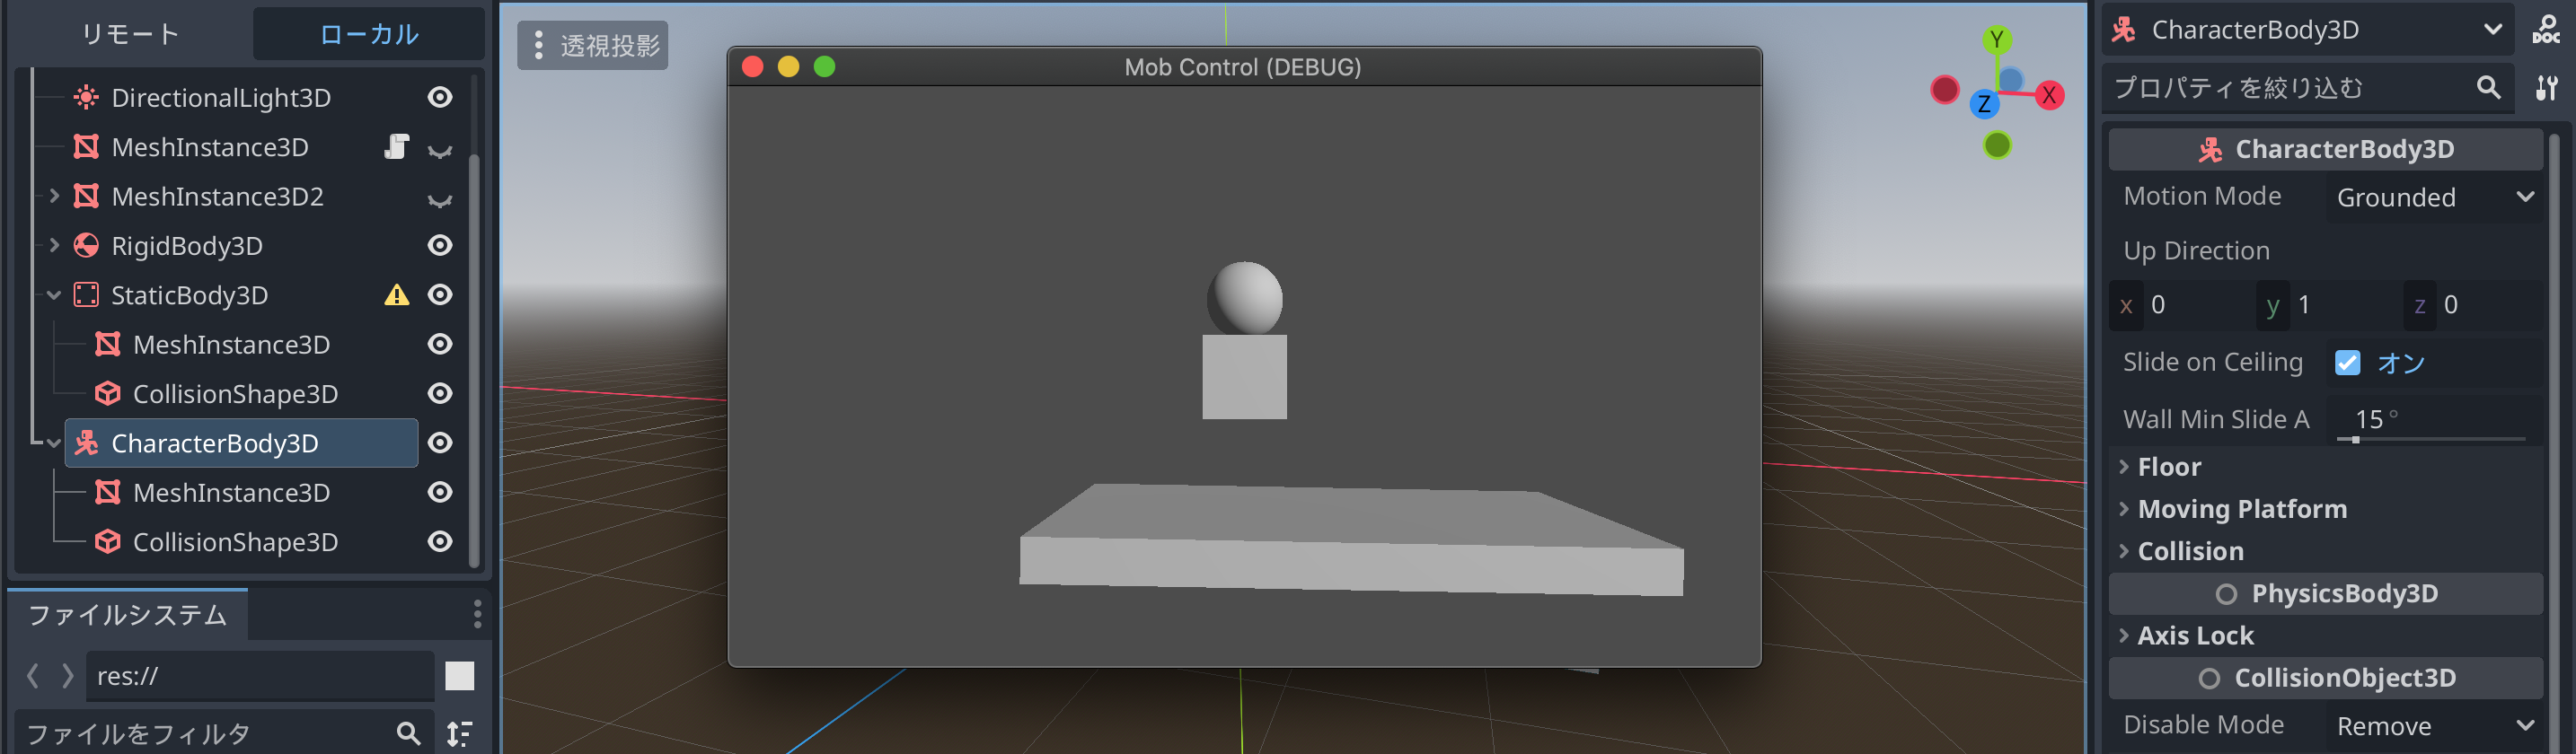 リモート
ローカル
DirectionalLight3D
MeshInstance3D
MeshInstance3D2
RigidBody3D
StaticBody3D
MeshInstance3D
CollisionShape3D
CharacterBody3D
MeshInstance3D
CollisionShape3D
ファイルシステム
res://
ファイルをフィルタ
透視投影
Mob Control (DEBUG)
Y
X
Z
CharacterBody3D
DOC
プロパティを絞り込む
CharacterBody3D
Motion Mode Grounded
Up Direction
x 0 y 1 z 0
Slide on Ceiling オン
Wall Min Slide A 15 °
Floor
Moving Platform
Collision
PhysicsBody3D
Axis Lock
CollisionObject3D
Disable Mode Remove